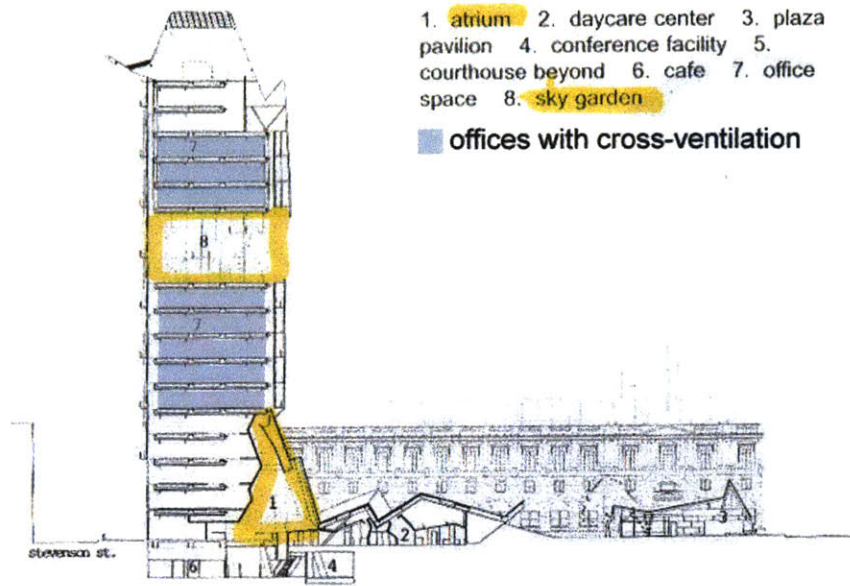 1. atrium 2. daycare center 3. plaza
pavilion 4. conference facility 5.
courthouse beyond 6. cafe 7. office
space 8. sky garden
offices with cross-ventilation
7
8
7
1
2
3
stevenson st.
6
4